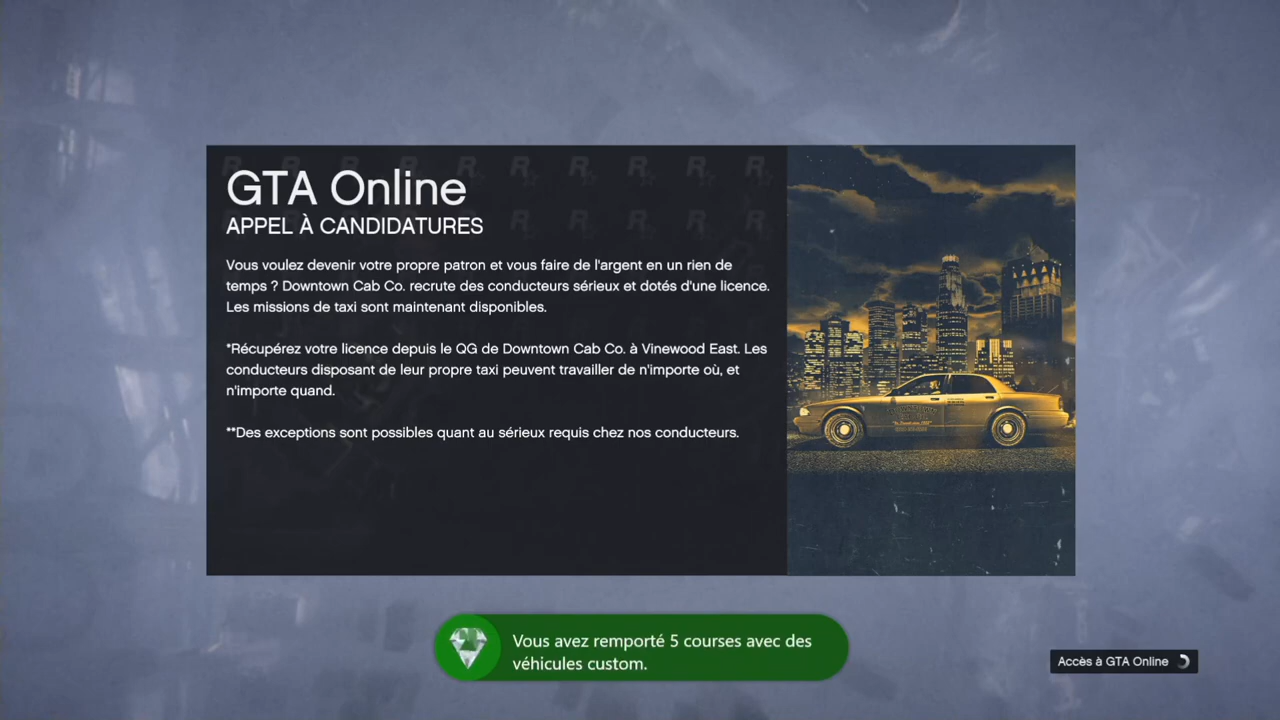 GTA Online
APPEL À CANDIDATURES
Vous voulez devenir votre propre patron et vous faire de l'argent en un rien de
temps ? Downtown Cab Co. recrute des conducteurs sérieux et dotés d'une licence.
Les missions de taxi sont maintenant disponibles.
*Récupérez votre licence depuis le QG de Downtown Cab Co. à Vinewood East. Les
conducteurs disposant de leur propre taxi peuvent travailler de n'importe où, et
n'importe quand.
**Des exceptions sont possibles quant au sérieux requis chez nos conducteurs.
Vous avez remporté 5 courses avec des
véhicules custom.
Accès à GTA Online